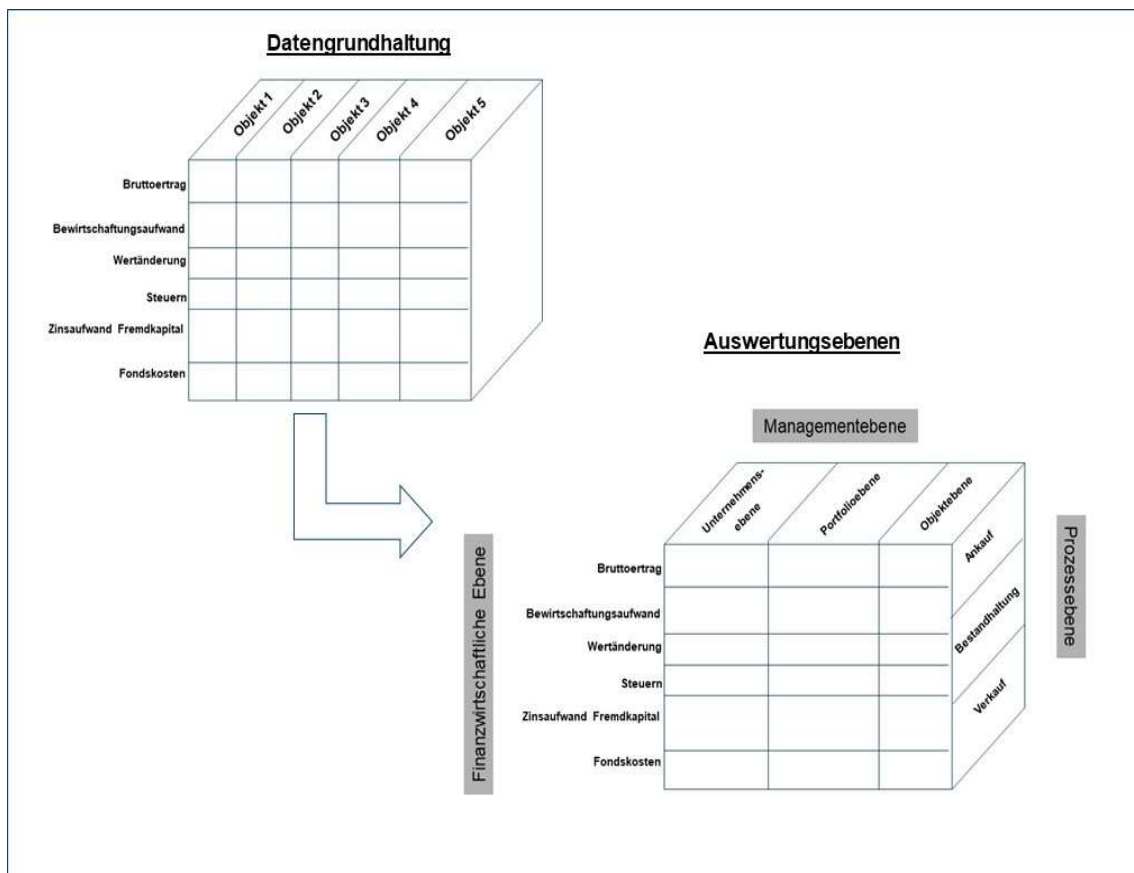 Datengrundhaltung
Objekt 1
Objekt 2
Objekt 3
Objekt 4
Objekt 5
Bruttoertrag
Bewirtschaftungsaufwand
Wertänderung
Steuern
Zinsaufwand Fremdkapital
Fondskosten
Auswertungsebenen
Managementebene
Unternehmens-
ebene
Portfolioebene
Objektebene
Finanzwirtschaftliche Ebene
Bruttoertrag
Bewirtschaftungsaufwand
Wertänderung
Steuern
Zinsaufwand Fremdkapital
Fondskosten
Ankauf
Bestandhaltung
Verkauf
Prozessebene